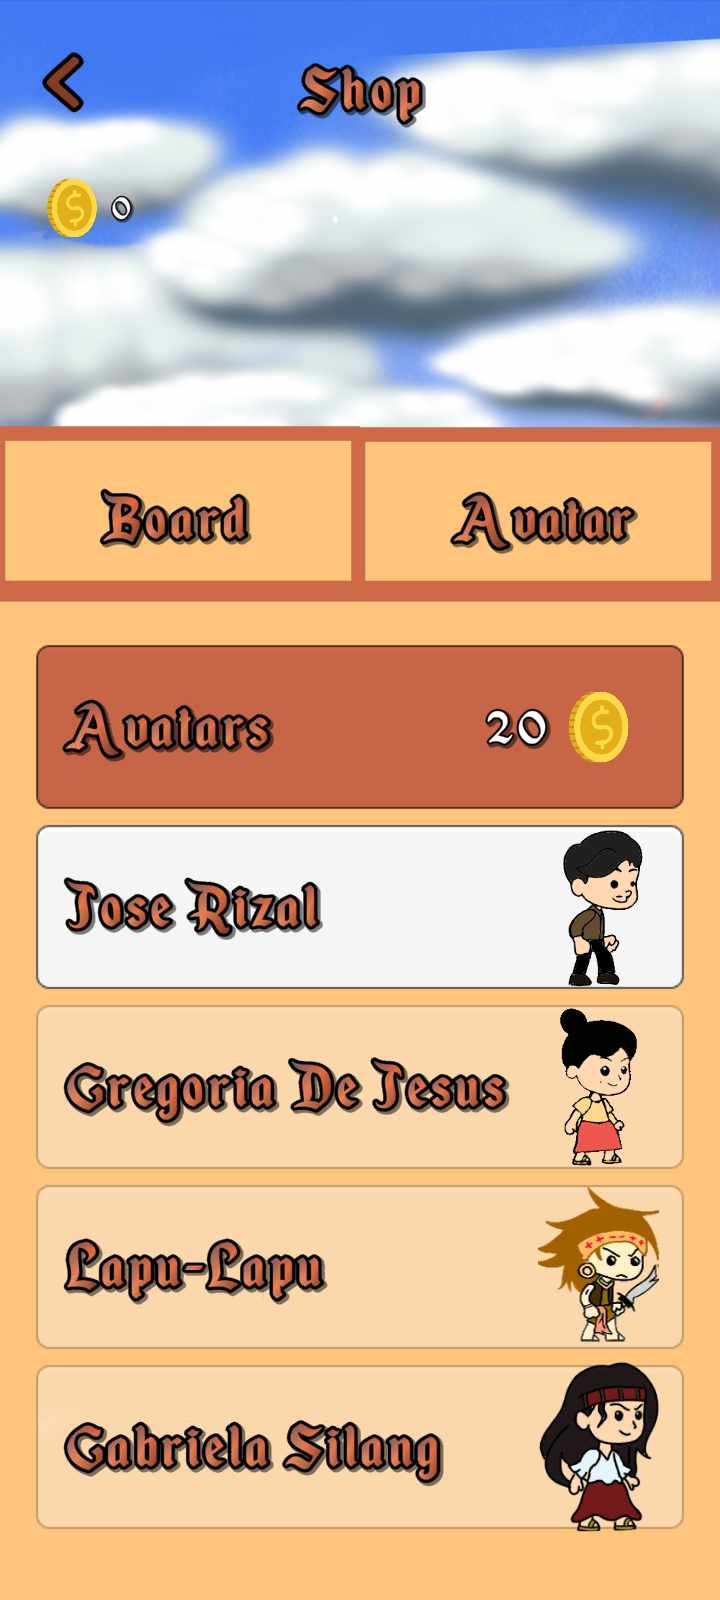 Shop
0
Board
Avatar
Avatars 20
Jose Rizal
Gregoria De Jesus
Lapu-Lapu
Gabriela Silang